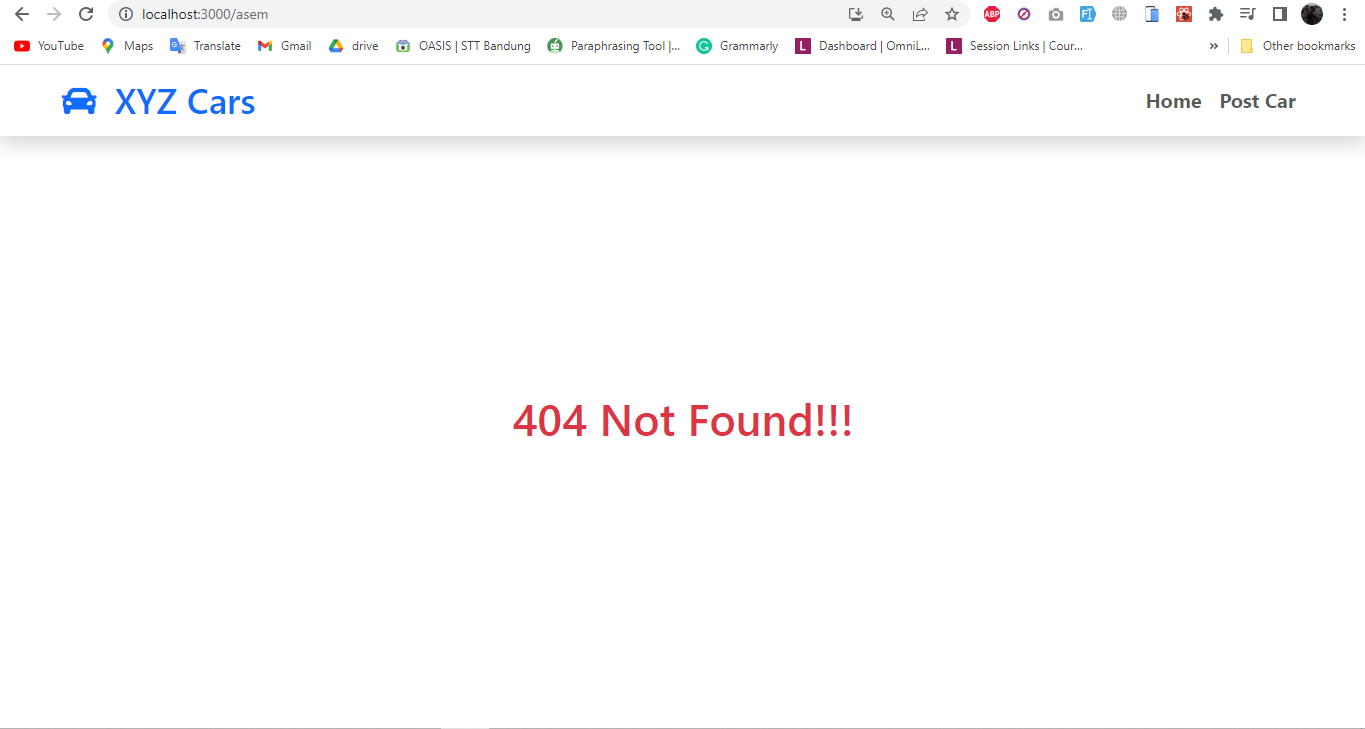 localhost:3000/asem
ABP
YouTube Maps Translate Gmail drive OASIS | STT Bandung Paraphrasing Tool |... Grammarly L Dashboard | OmniL... L Session Links | Cour... » Other bookmarks
XYZ Cars Home Post Car
404 Not Found!!!